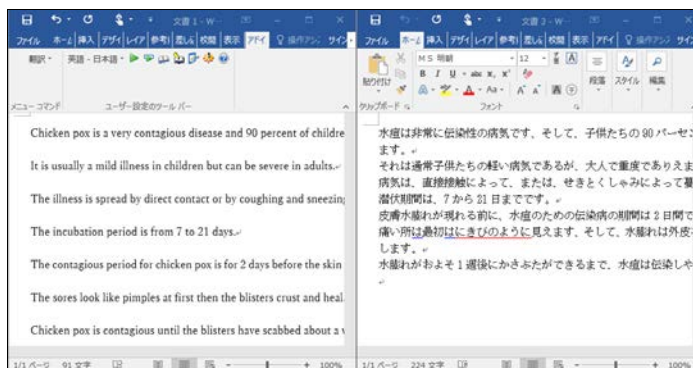 文書 1 - W…
ファイル ホーム 挿入 デザイ レイア 参考 差し込 校閲 表示 アドイ 操作アシ サイン
翻訳 英語 - 日本語
メニュー コマンド ユーザー設定のツール バー
Chicken pox is a very contagious disease and 90 percent of childre
It is usually a mild illness in children but can be severe in adults.
The illness is spread by direct contact or by coughing and sneezing
The incubation period is from 7 to 21 days.
The contagious period for chicken pox is for 2 days before the skin
The sores look like pimples at first then the blisters crust and heal.
Chicken pox is contagious until the blisters have scabbed about a w
1/1 ページ 91 文字 100%
文書 2 - W…
ファイル ホーム 挿入 デザイ レイア 参考 差し込 校閲 表示 アドイ 操作アシ サイン
貼り付け MS 明朝 12 段落 スタイル 編集
クリップボード フォント
水痘は非常に伝染性の病気です、そして、子供たちの 90 パーセン
ます。
それは通常子供たちの軽い病気であるが、大人で重度でありえま
病気は、直接接触によって、または、せきとくしゃみによって蔓
潜伏期間は、7 から 21 日までです。
皮膚水膨れが現れる前に、水痘のための伝染病の期間は 2 日間で
痛い所は最初はにきびのように見えます、そして、水膨れは外皮
します。
水膨れがおよそ 1 週後にかさぶたができるまで、水痘は伝染しや
1/1 ページ 224 文字 100%